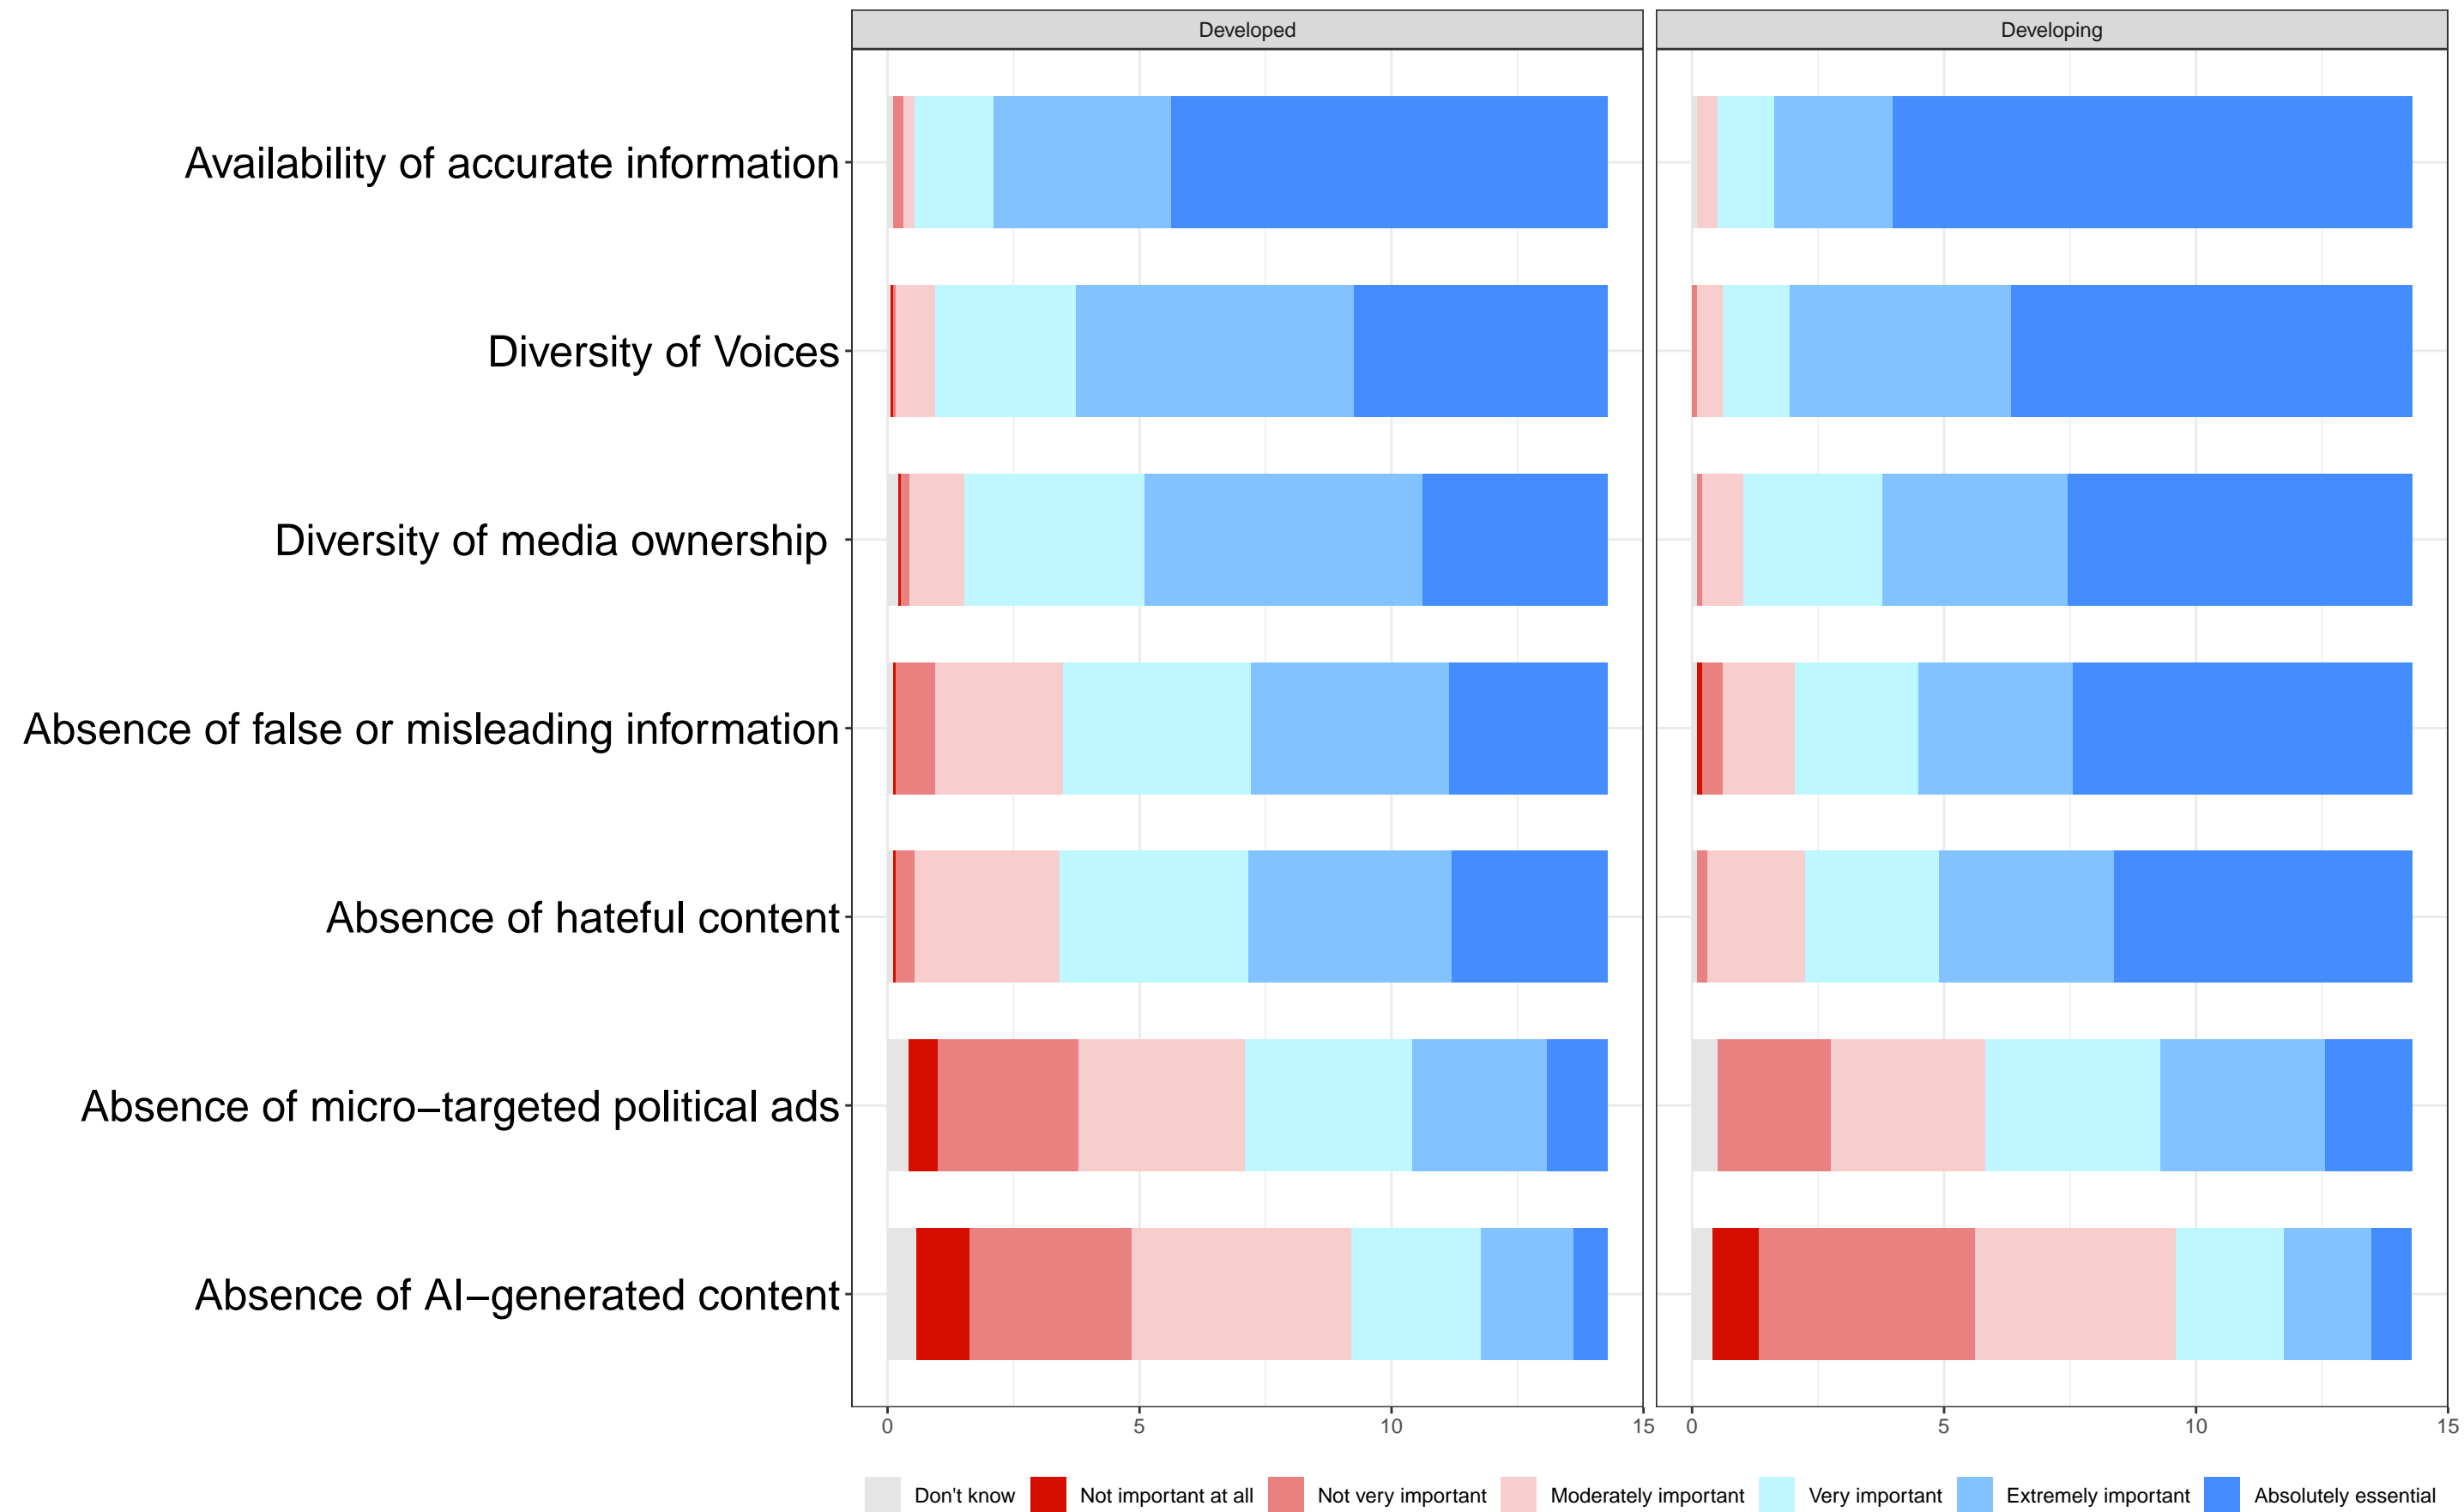 Developed
Developing
Availability of accurate information
Diversity of Voices
Diversity of media ownership
Absence of false or misleading information
Absence of hateful content
Absence of micro−targeted political ads
Absence of AI−generated content
0 5 10 15 0 5 10 15
Don't know Not important at all Not very important Moderately important Very important Extremely important Absolutely essential